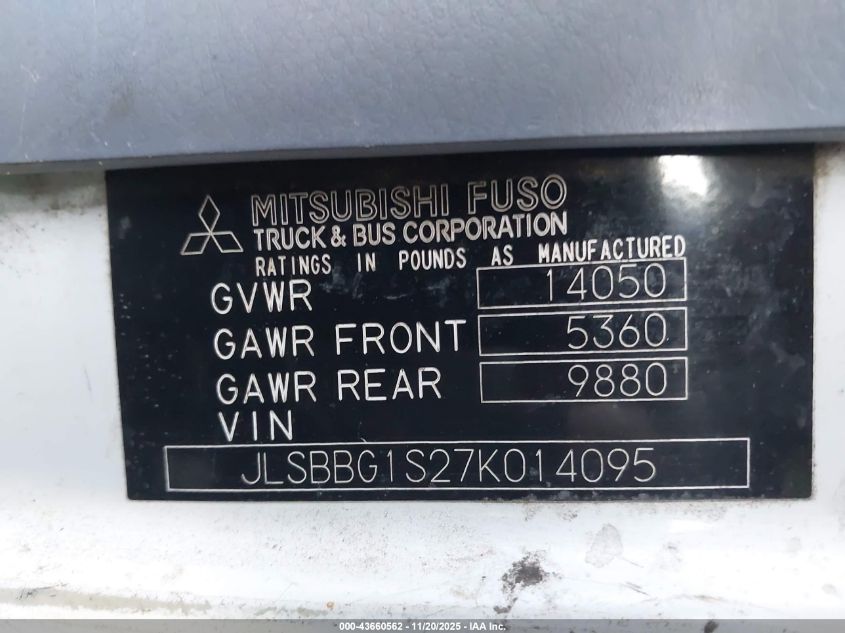 MITSUBISHI FUSO
TRUCK & BUS CORPORATION
RATINGS IN POUNDS AS MANUFACTURED
GVWR 14050
GAWR FRONT 5360
GAWR REAR 9880
VIN
JLSBBG1S27K014095
000-43660562 - 11/20/2025 - IAA Inc.